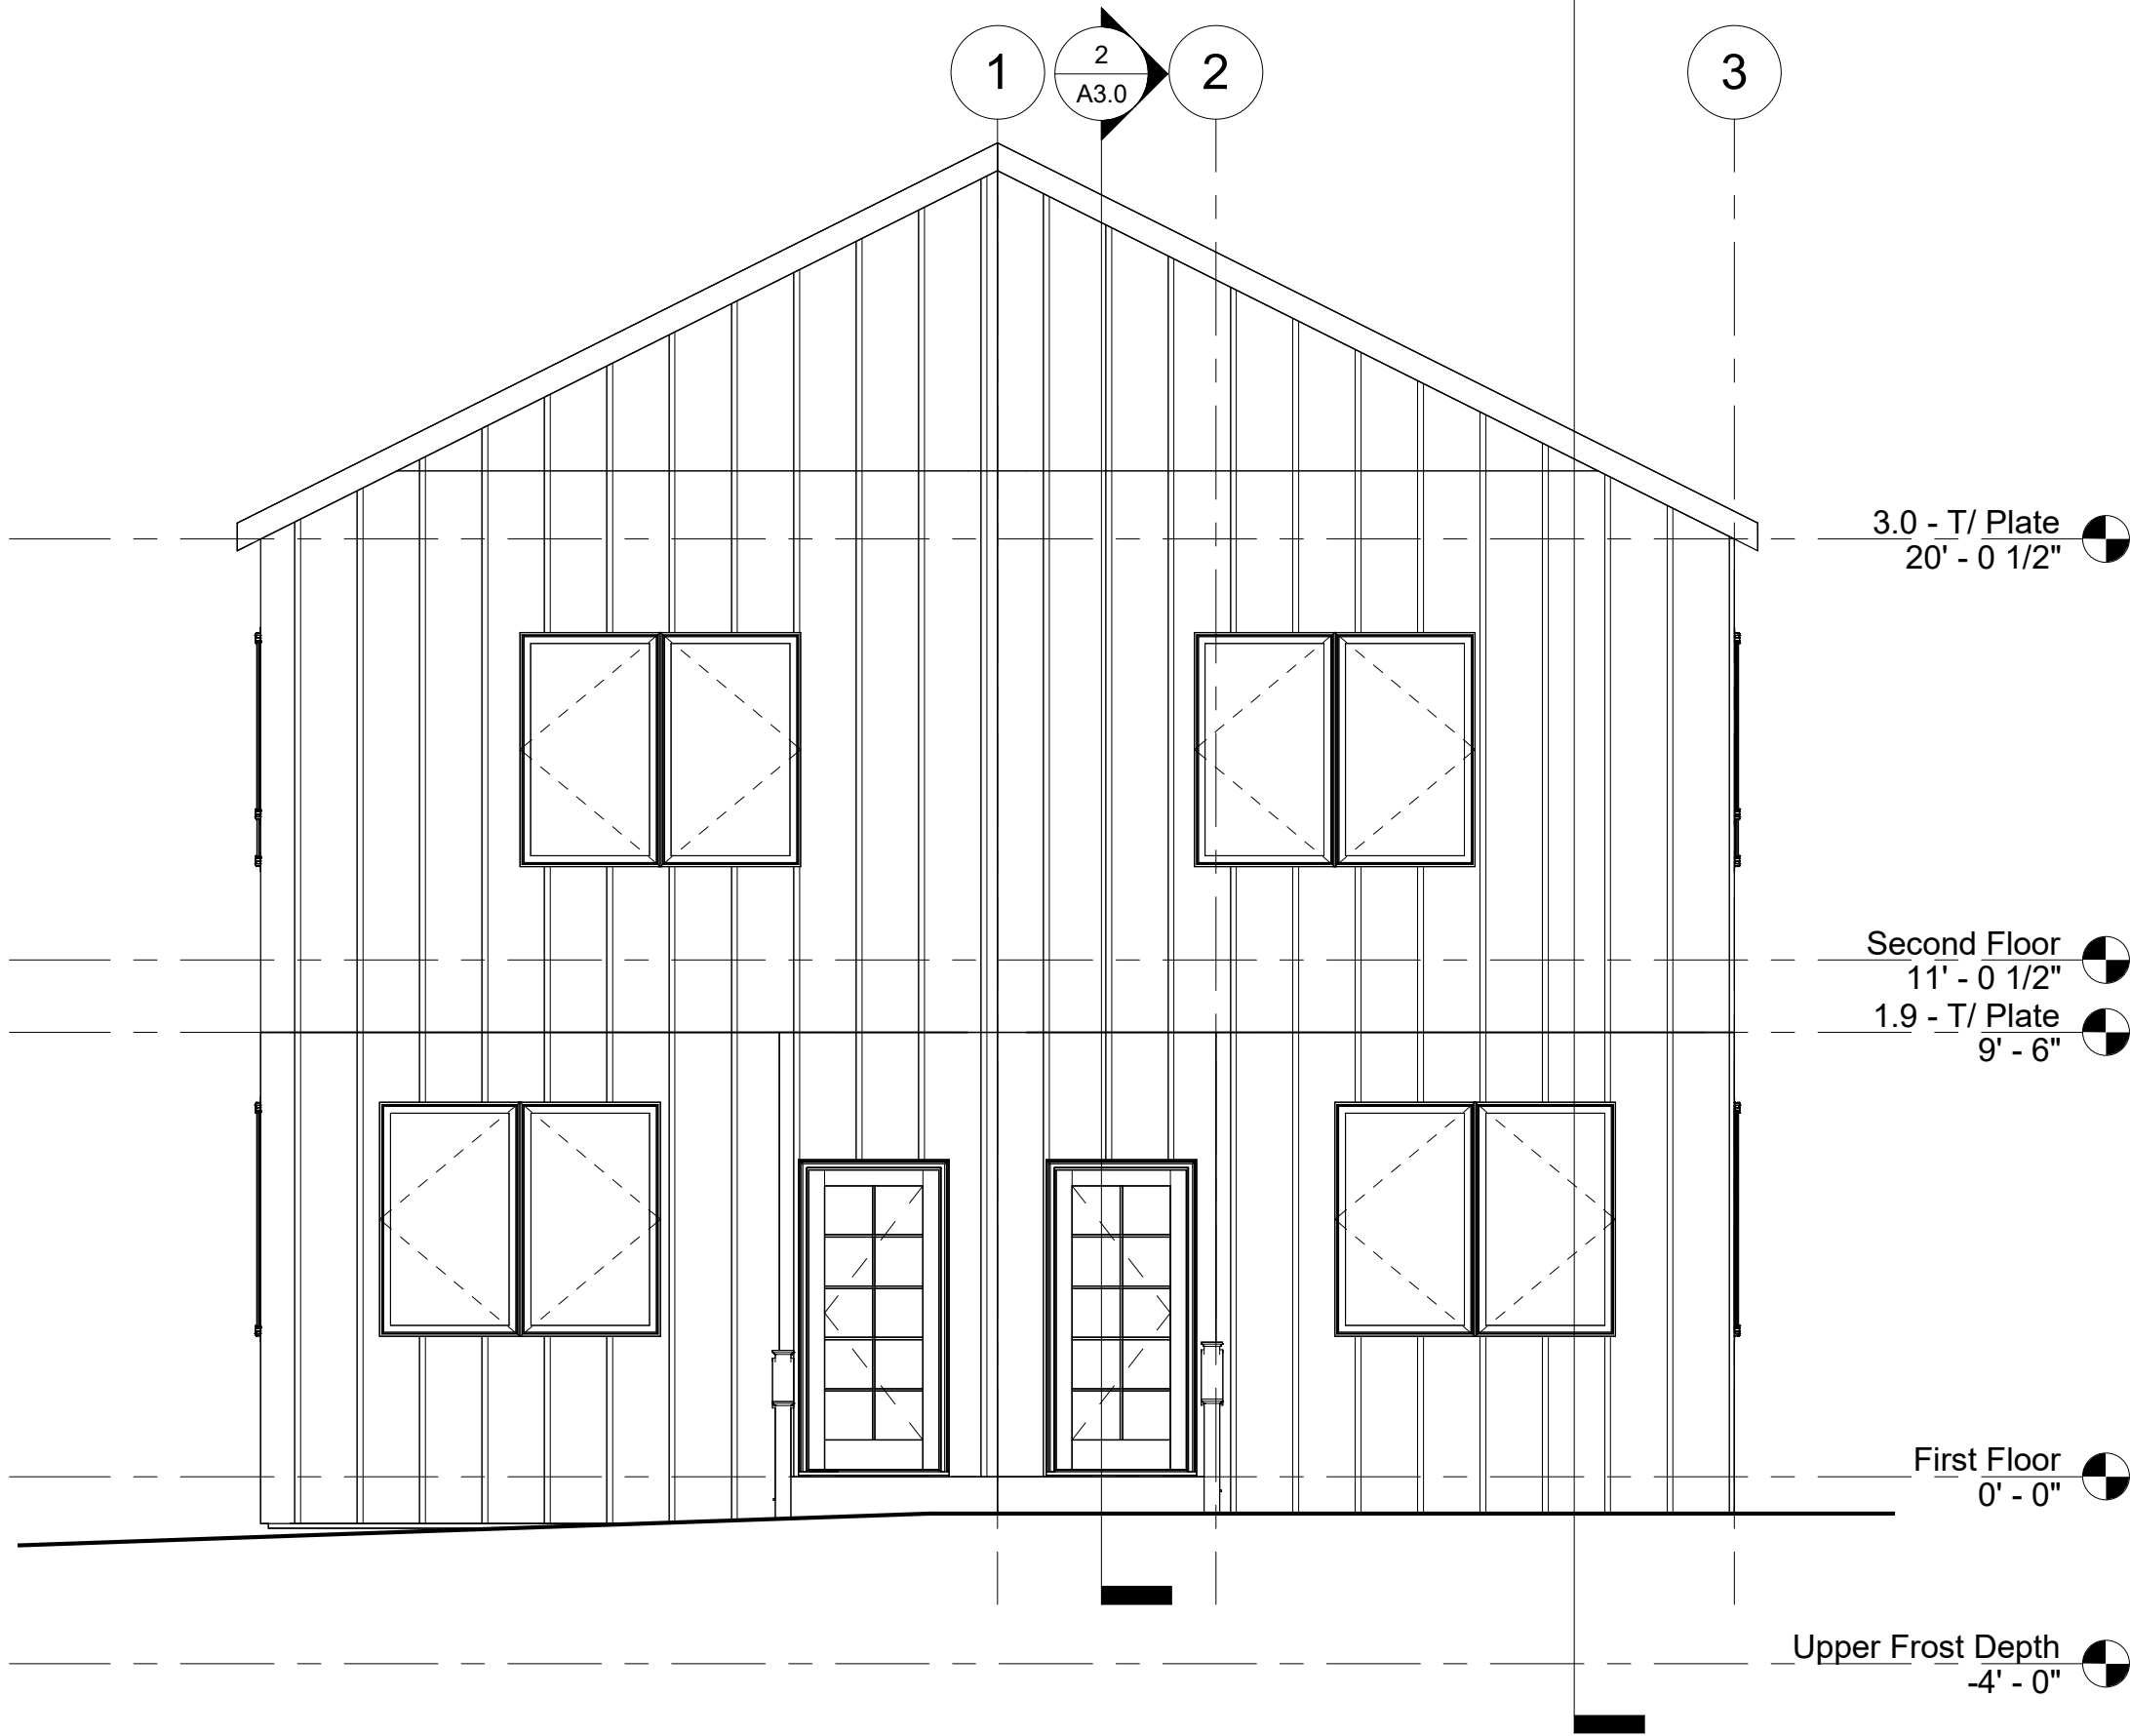 1
2
A3.0
2
3
3.0 - T/ Plate
20' - 0 1/2"
Second Floor
11' - 0 1/2"
1.9 - T/ Plate
9' - 6"
First Floor
0' - 0"
Upper Frost Depth
-4' - 0"